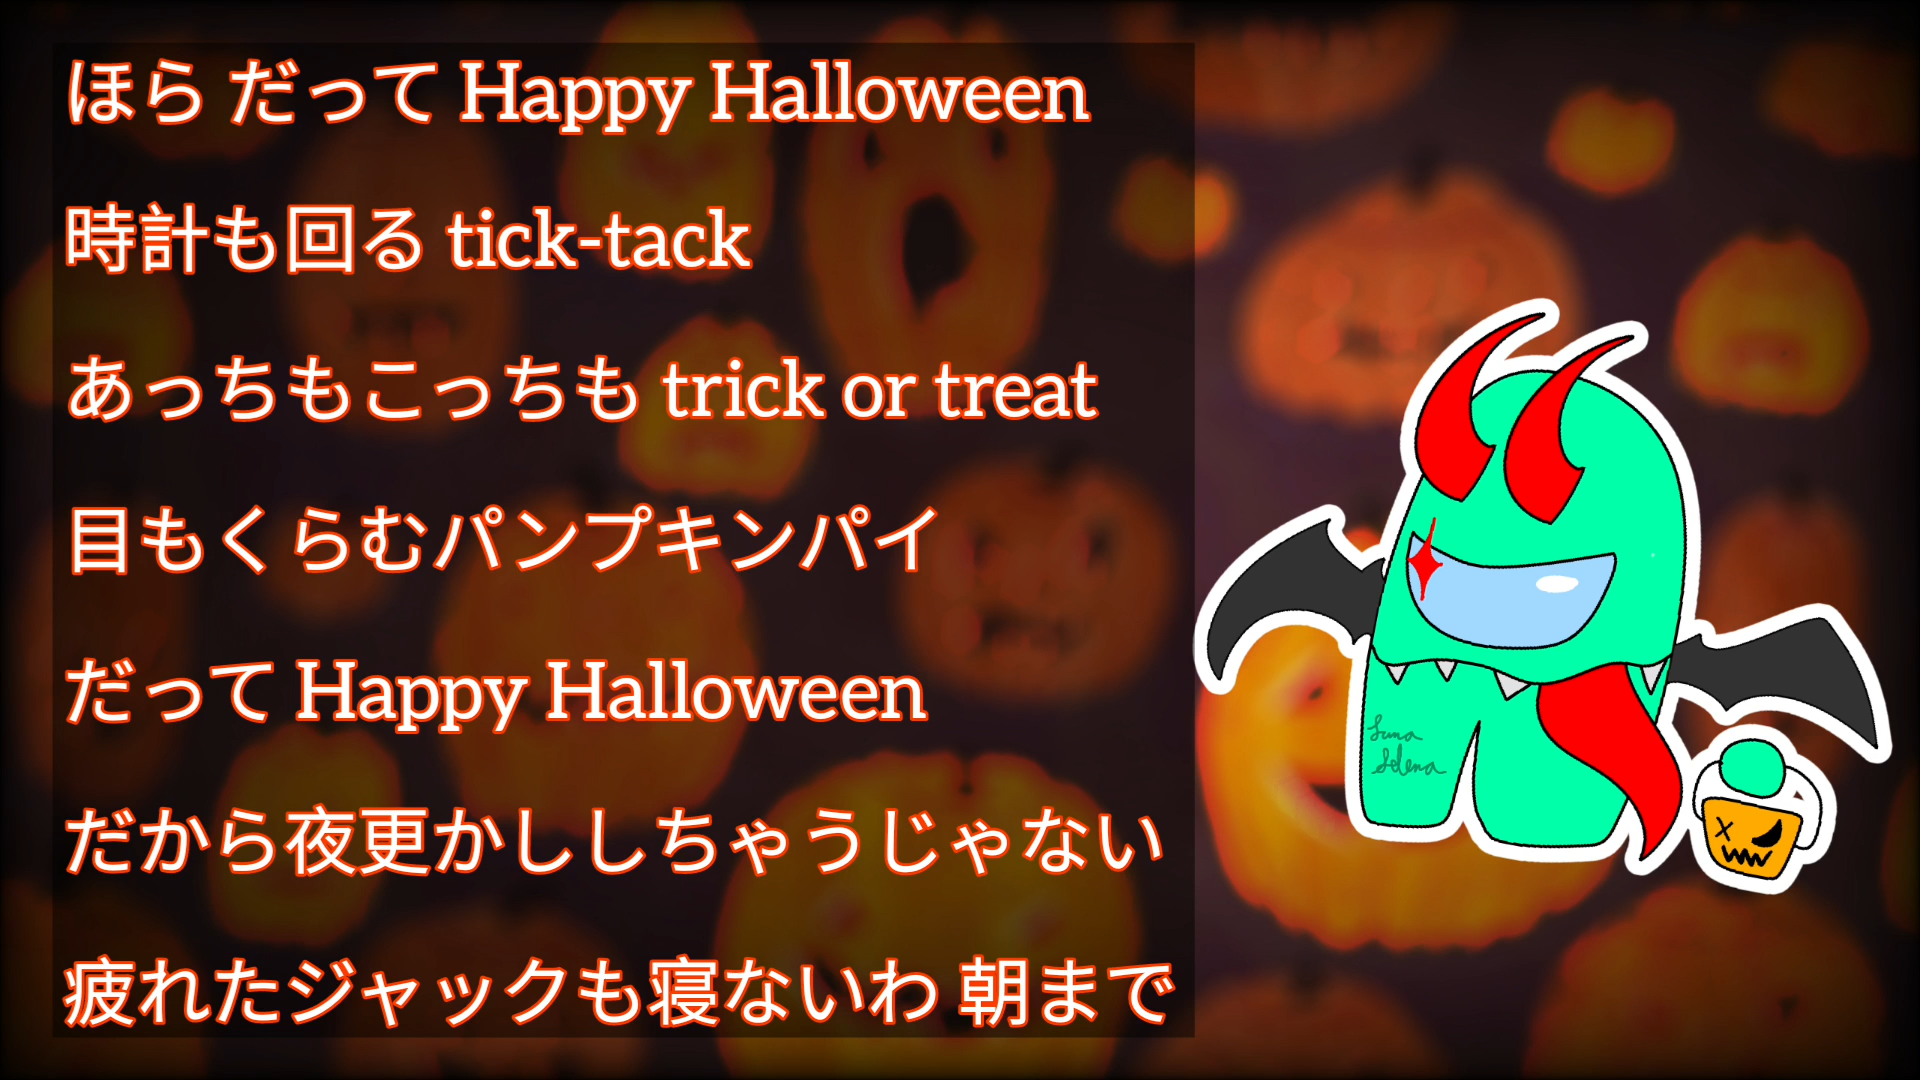 ほら だって Happy Halloween
時計も回る tick-tack
あっちもこっちも trick or treat
目もくらむパンプキンパイ
だって Happy Halloween
だから夜更かししちゃうじゃない
疲れたジャックも寝ないわ 朝まで
Luna
Selena